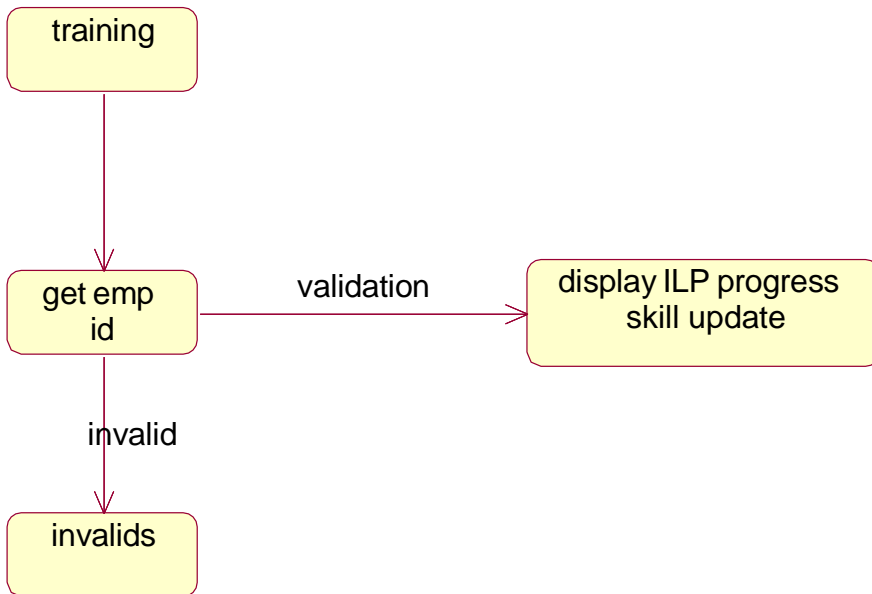 training
get emp
id
validation
display ILP progress
skill update
invalid
invalids